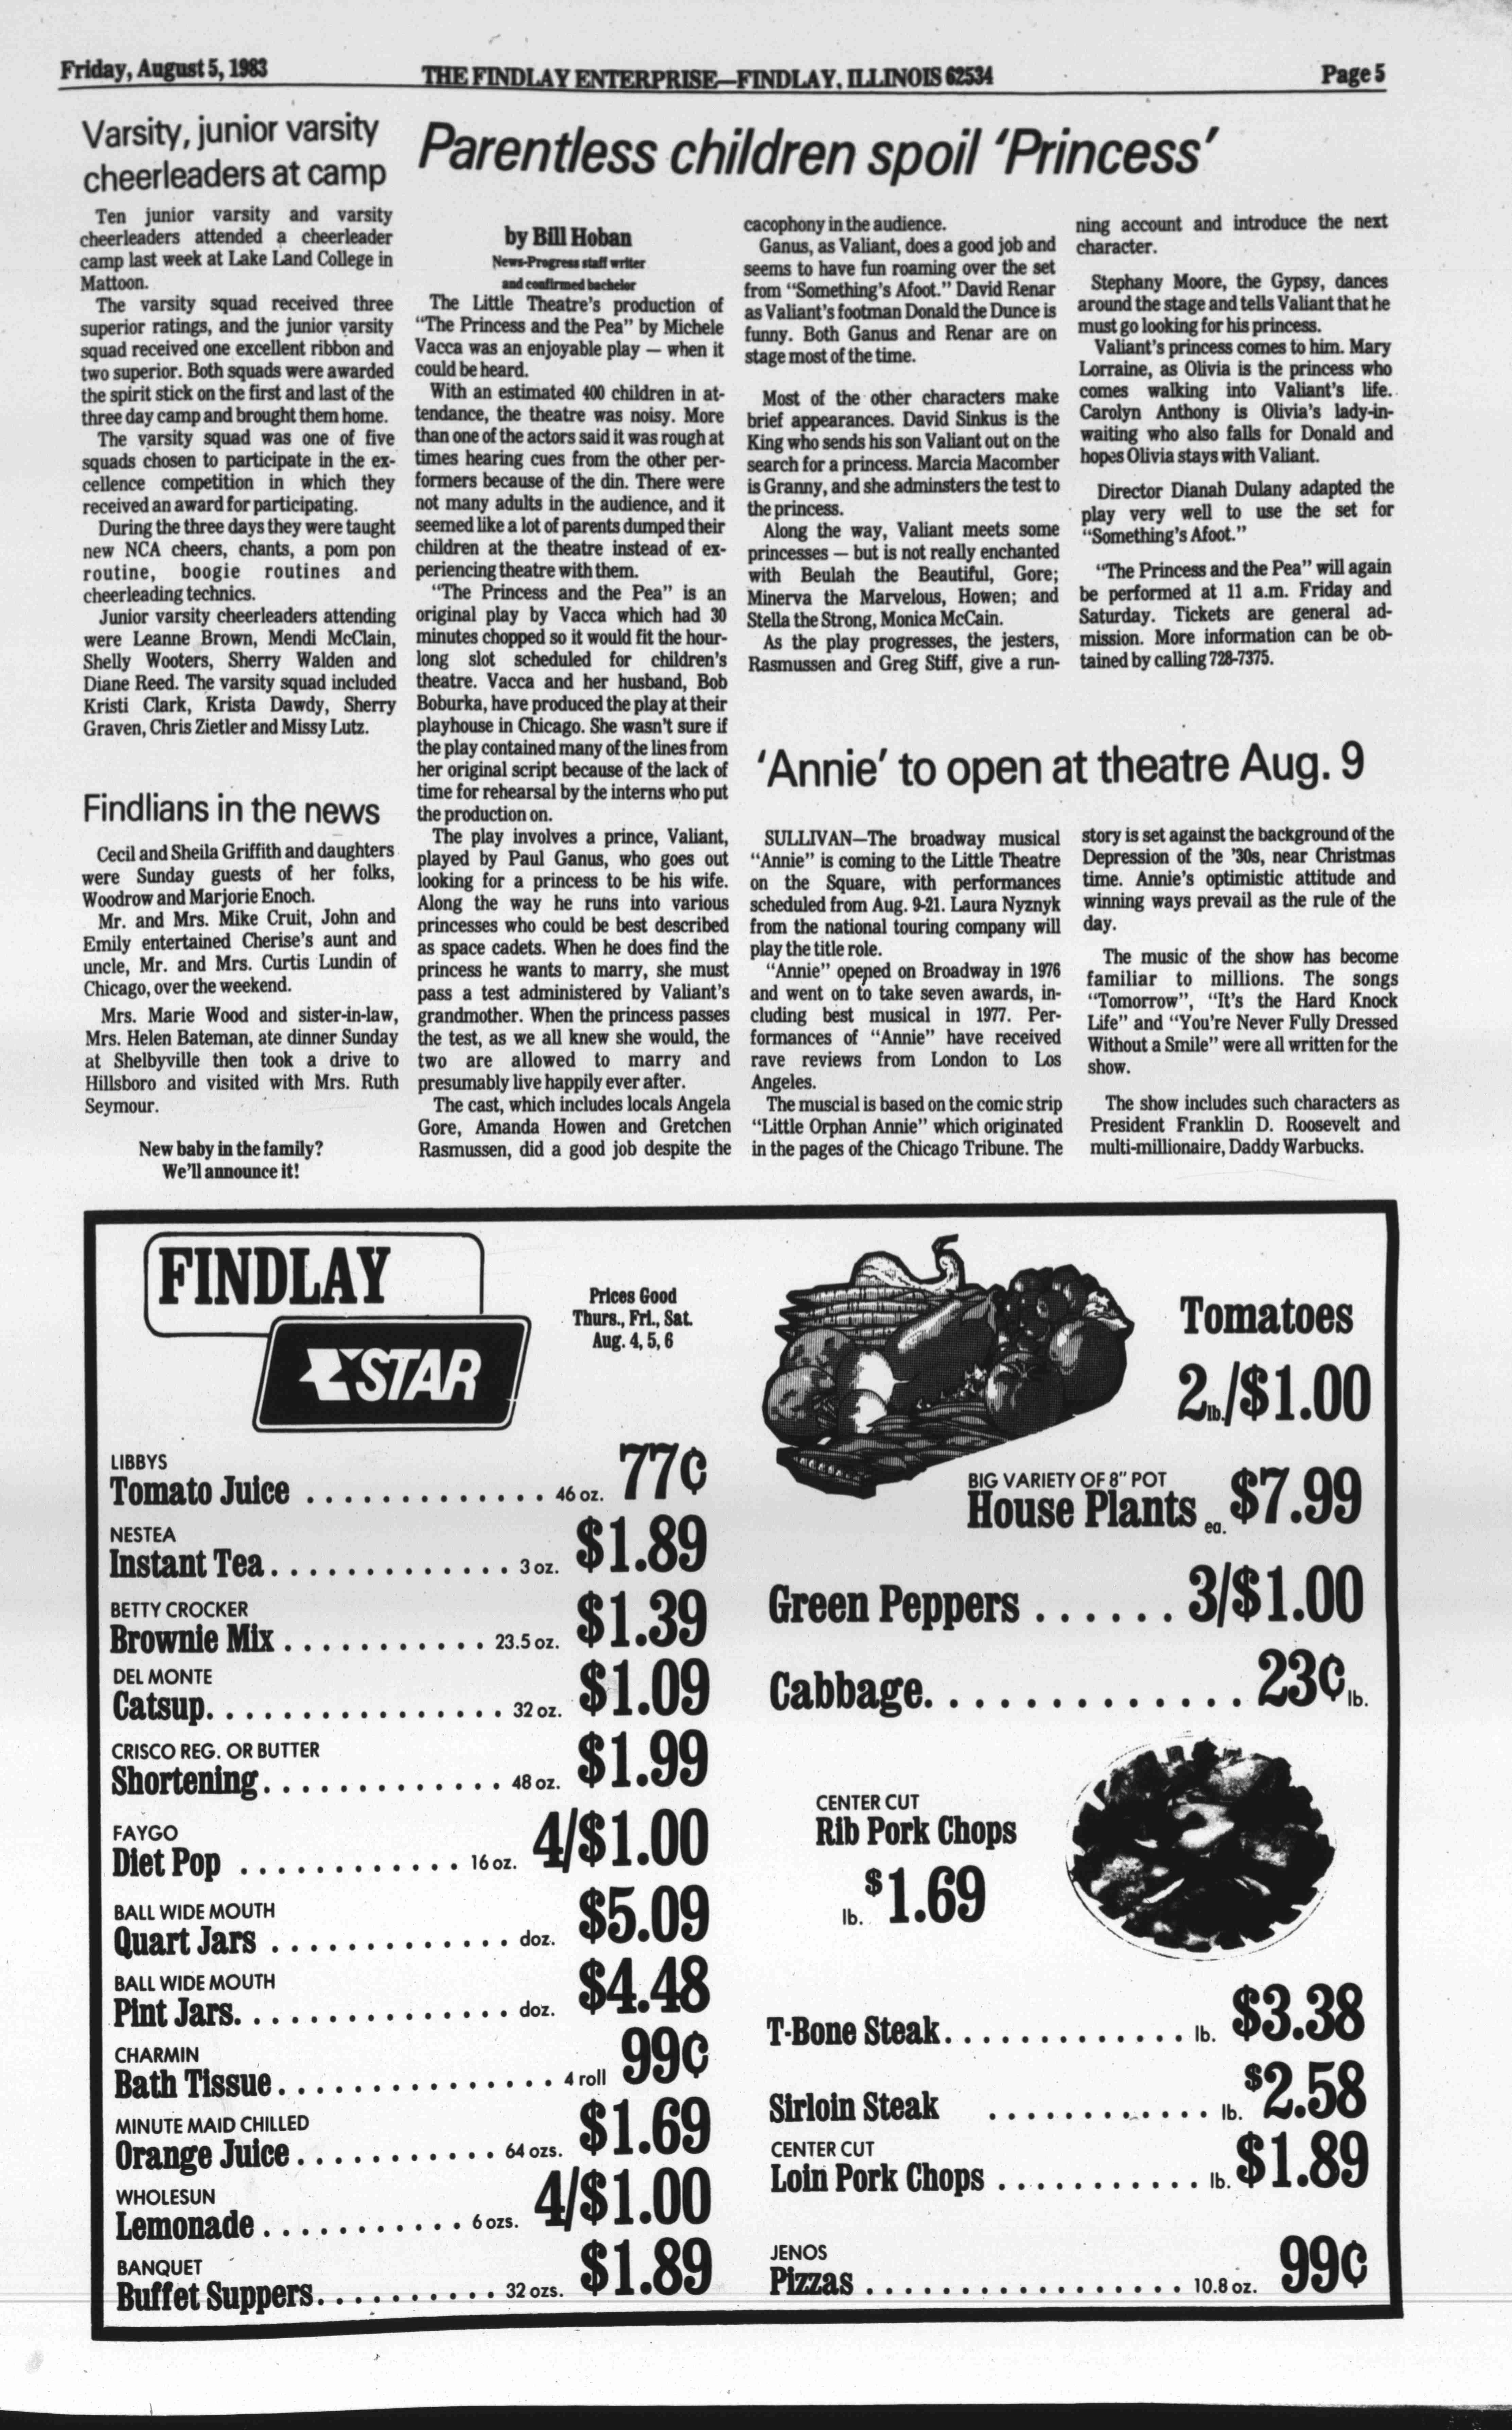 Friday, August 5, 1983
THE FINDLAY ENTERPRISE—FINDLAY, ILLINOIS 62534
Page 5
Varsity, junior varsity
cheerleaders at camp
Ten junior varsity and varsity
cheerleaders attended a cheerleader
camp last week at Lake Land College in
Mattoon.
The varsity squad received three
superior ratings, and the junior varsity
squad received one excellent ribbon and
two superior. Both squads were awarded
the spirit stick on the first and last of the
three day camp and brought them home.
The varsity squad was one of five
squads chosen to participate in the ex-
cellence competition in which they
received an award for participating.
During the three days they were taught
new NCA cheers, chants, a pom pon
routine, boogie routines and
cheerleading technics.
Junior varsity cheerleaders attending
were Leanne Brown, Mendi McClain,
Shelly Wooters, Sherry Walden and
Diane Reed. The varsity squad included
Kristi Clark, Krista Dawdy, Sherry
Graven, Chris Zietler and Missy Lutz.
Findlians in the news
Cecil and Sheila Griffith and daughters
were Sunday guests of her folks,
Woodrow and Marjorie Enoch.
Mr. and Mrs. Mike Cruit, John and
Emily entertained Cherise's aunt and
uncle, Mr. and Mrs. Curtis Lundin of
Chicago, over the weekend.
Mrs. Marie Wood and sister-in-law,
Mrs. Helen Bateman, ate dinner Sunday
at Shelbyville then took a drive to
Hillsboro and visited with Mrs. Ruth
Seymour.
New baby in the family?
We'll announce it!
Parentless children spoil 'Princess'
by Bill Hoban
News-Progress staff writer
and confirmed bachelor
The Little Theatre's production of
"The Princess and the Pea" by Michele
Vacca was an enjoyable play — when it
could be heard.
With an estimated 400 children in at-
tendance, the theatre was noisy. More
than one of the actors said it was rough at
times hearing cues from the other per-
formers because of the din. There were
not many adults in the audience, and it
seemed like a lot of parents dumped their
children at the theatre instead of ex-
periencing theatre with them.
"The Princess and the Pea" is an
original play by Vacca which had 30
minutes chopped so it would fit the hour-
long slot scheduled for children's
theatre. Vacca and her husband, Bob
Boburka, have produced the play at their
playhouse in Chicago. She wasn't sure if
the play contained many of the lines from
her original script because of the lack of
time for rehearsal by the interns who put
the production on.
The play involves a prince, Valiant,
played by Paul Ganus, who goes out
looking for a princess to be his wife.
Along the way he runs into various
princesses who could be best described
as space cadets. When he does find the
princess he wants to marry, she must
pass a test administered by Valiant's
grandmother. When the princess passes
the test, as we all knew she would, the
two are allowed to marry and
presumably live happily ever after.
The cast, which includes locals Angela
Gore, Amanda Howen and Gretchen
Rasmussen, did a good job despite the
cacophony in the audience.
Ganus, as Valiant, does a good job and
seems to have fun roaming over the set
from "Something's Afoot." David Renar
as Valiant's footman Donald the Dunce is
funny. Both Ganus and Renar are on
stage most of the time.
Most of the other characters make
brief appearances. David Sinkus is the
King who sends his son Valiant out on the
search for a princess. Marcia Macomber
is Granny, and she adminsters the test to
the princess.
Along the way, Valiant meets some
princesses — but is not really enchanted
with Beulah the Beautiful, Gore;
Minerva the Marvelous, Howen; and
Stella the Strong, Monica McCain.
As the play progresses, the jesters,
Rasmussen and Greg Stiff, give a run-
ning account and introduce the next
character.
Stephany Moore, the Gypsy, dances
around the stage and tells Valiant that he
must go looking for his princess.
Valiant's princess comes to him. Mary
Lorraine, as Olivia is the princess who
comes walking into Valiant's life.
Carolyn Anthony is Olivia's lady-in-
waiting who also falls for Donald and
hopes Olivia stays with Valiant.
Director Dianah Dulany adapted the
play very well to use the set for
"Something's Afoot."
"The Princess and the Pea" will again
be performed at 11 a.m. Friday and
Saturday. Tickets are general ad-
mission. More information can be ob-
tained by calling 728-7375.
'Annie' to open at theatre Aug. 9
SULLIVAN—The broadway musical
"Annie" is coming to the Little Theatre
on the Square, with performances
scheduled from Aug. 9-21. Laura Nyznyk
from the national touring company will
play the title role.
"Annie" opened on Broadway in 1976
and went on to take seven awards, in-
cluding best musical in 1977. Per-
formances of "Annie" have received
rave reviews from London to Los
Angeles.
The muscial is based on the comic strip
"Little Orphan Annie" which originated
in the pages of the Chicago Tribune. The
story is set against the background of the
Depression of the '30s, near Christmas
time. Annie's optimistic attitude and
winning ways prevail as the rule of the
day.
The music of the show has become
familiar to millions. The songs
"Tomorrow", "It's the Hard Knock
Life" and "You're Never Fully Dressed
Without a Smile" were all written for the
show.
The show includes such characters as
President Franklin D. Roosevelt and
multi-millionaire, Daddy Warbucks.
FINDLAY
STAR
Prices Good
Thurs., Fri., Sat.
Aug. 4, 5, 6
LIBBYS
Tomato Juice . . . . . . . . . . . . . 46 oz. 77¢
NESTEA
Instant Tea. . . . . . . . . . . . . 3 oz. $1.89
BETTY CROCKER
Brownie Mix . . . . . . . . . . . 23.5 oz. $1.39
DEL MONTE
Catsup. . . . . . . . . . . . . . . . 32 oz. $1.09
CRISCO REG. OR BUTTER
Shortening. . . . . . . . . . . . . 48 oz. $1.99
FAYGO
Diet Pop . . . . . . . . . . . . 16 oz. 4/$1.00
BALL WIDE MOUTH
Quart Jars . . . . . . . . . . . . . doz. $5.09
BALL WIDE MOUTH
Pint Jars. . . . . . . . . . . . . . . doz. $4.48
CHARMIN
Bath Tissue. . . . . . . . . . . . . . . 4 roll 99¢
MINUTE MAID CHILLED
Orange Juice. . . . . . . . . . . 64 ozs. $1.69
WHOLESUN
Lemonade . . . . . . . . . . . 6 ozs. 4/$1.00
BANQUET
Buffet Suppers. . . . . . . . . . 32 ozs. $1.89
Tomatoes
2 lb./$1.00
BIG VARIETY OF 8" POT
House Plants ea. $7.99
Green Peppers . . . . . . 3/$1.00
Cabbage. . . . . . . . . . . . . . 23¢ lb.
CENTER CUT
Rib Pork Chops
lb. $1.69
T-Bone Steak. . . . . . . . . . . . . lb. $3.38
Sirloin Steak . . . . . . . . . . . . lb. $2.58
CENTER CUT
Loin Pork Chops . . . . . . . . . . . lb. $1.89
JENOS
Pizzas . . . . . . . . . . . . . . . . . 10.8 oz. 99¢